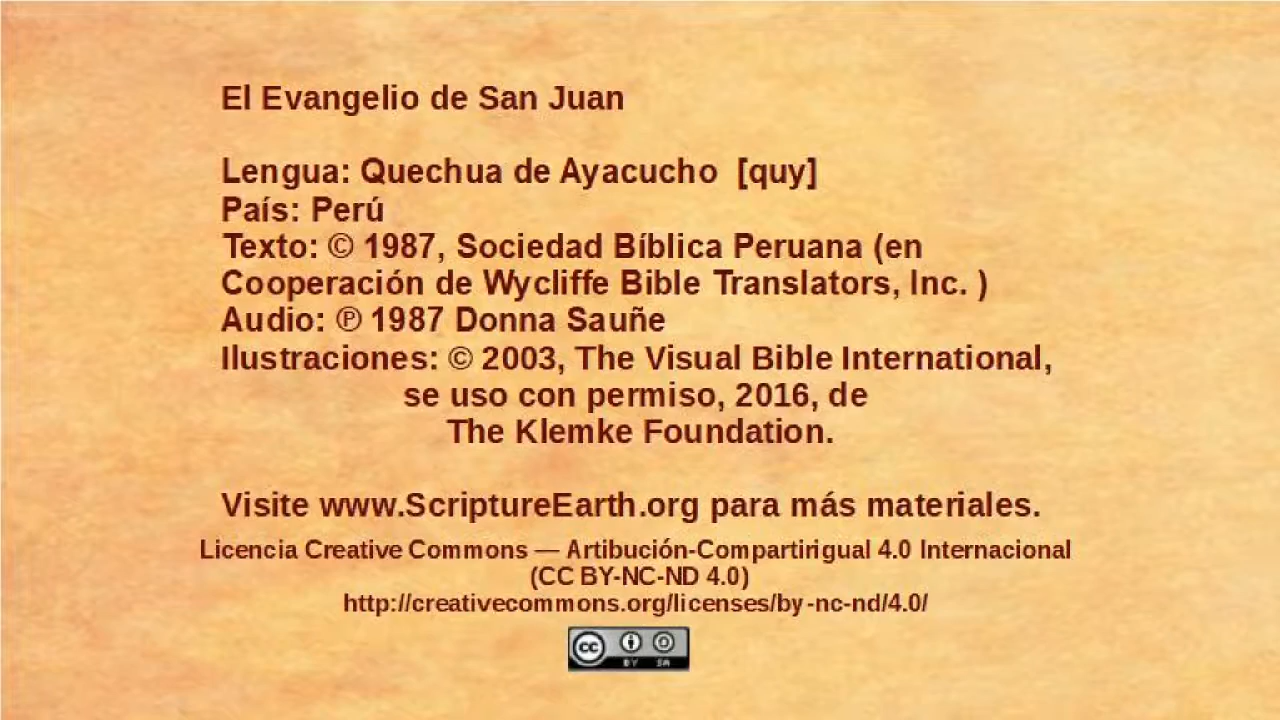 El Evangelio de San Juan
Lengua: Quechua de Ayacucho [quy]
País: Perú
Texto: © 1987, Sociedad Bíblica Peruana (en
Cooperación de Wycliffe Bible Translators, Inc. )
Audio: ℗ 1987 Donna Sauñe
Ilustraciones: © 2003, The Visual Bible International,
se uso con permiso, 2016, de
The Klemke Foundation.
Visite www.ScriptureEarth.org para más materiales.
Licencia Creative Commons — Artibución-Compartirigual 4.0 Internacional
(CC BY-NC-ND 4.0)
http://creativecommons.org/licenses/by-nc-nd/4.0/
cc BY SA